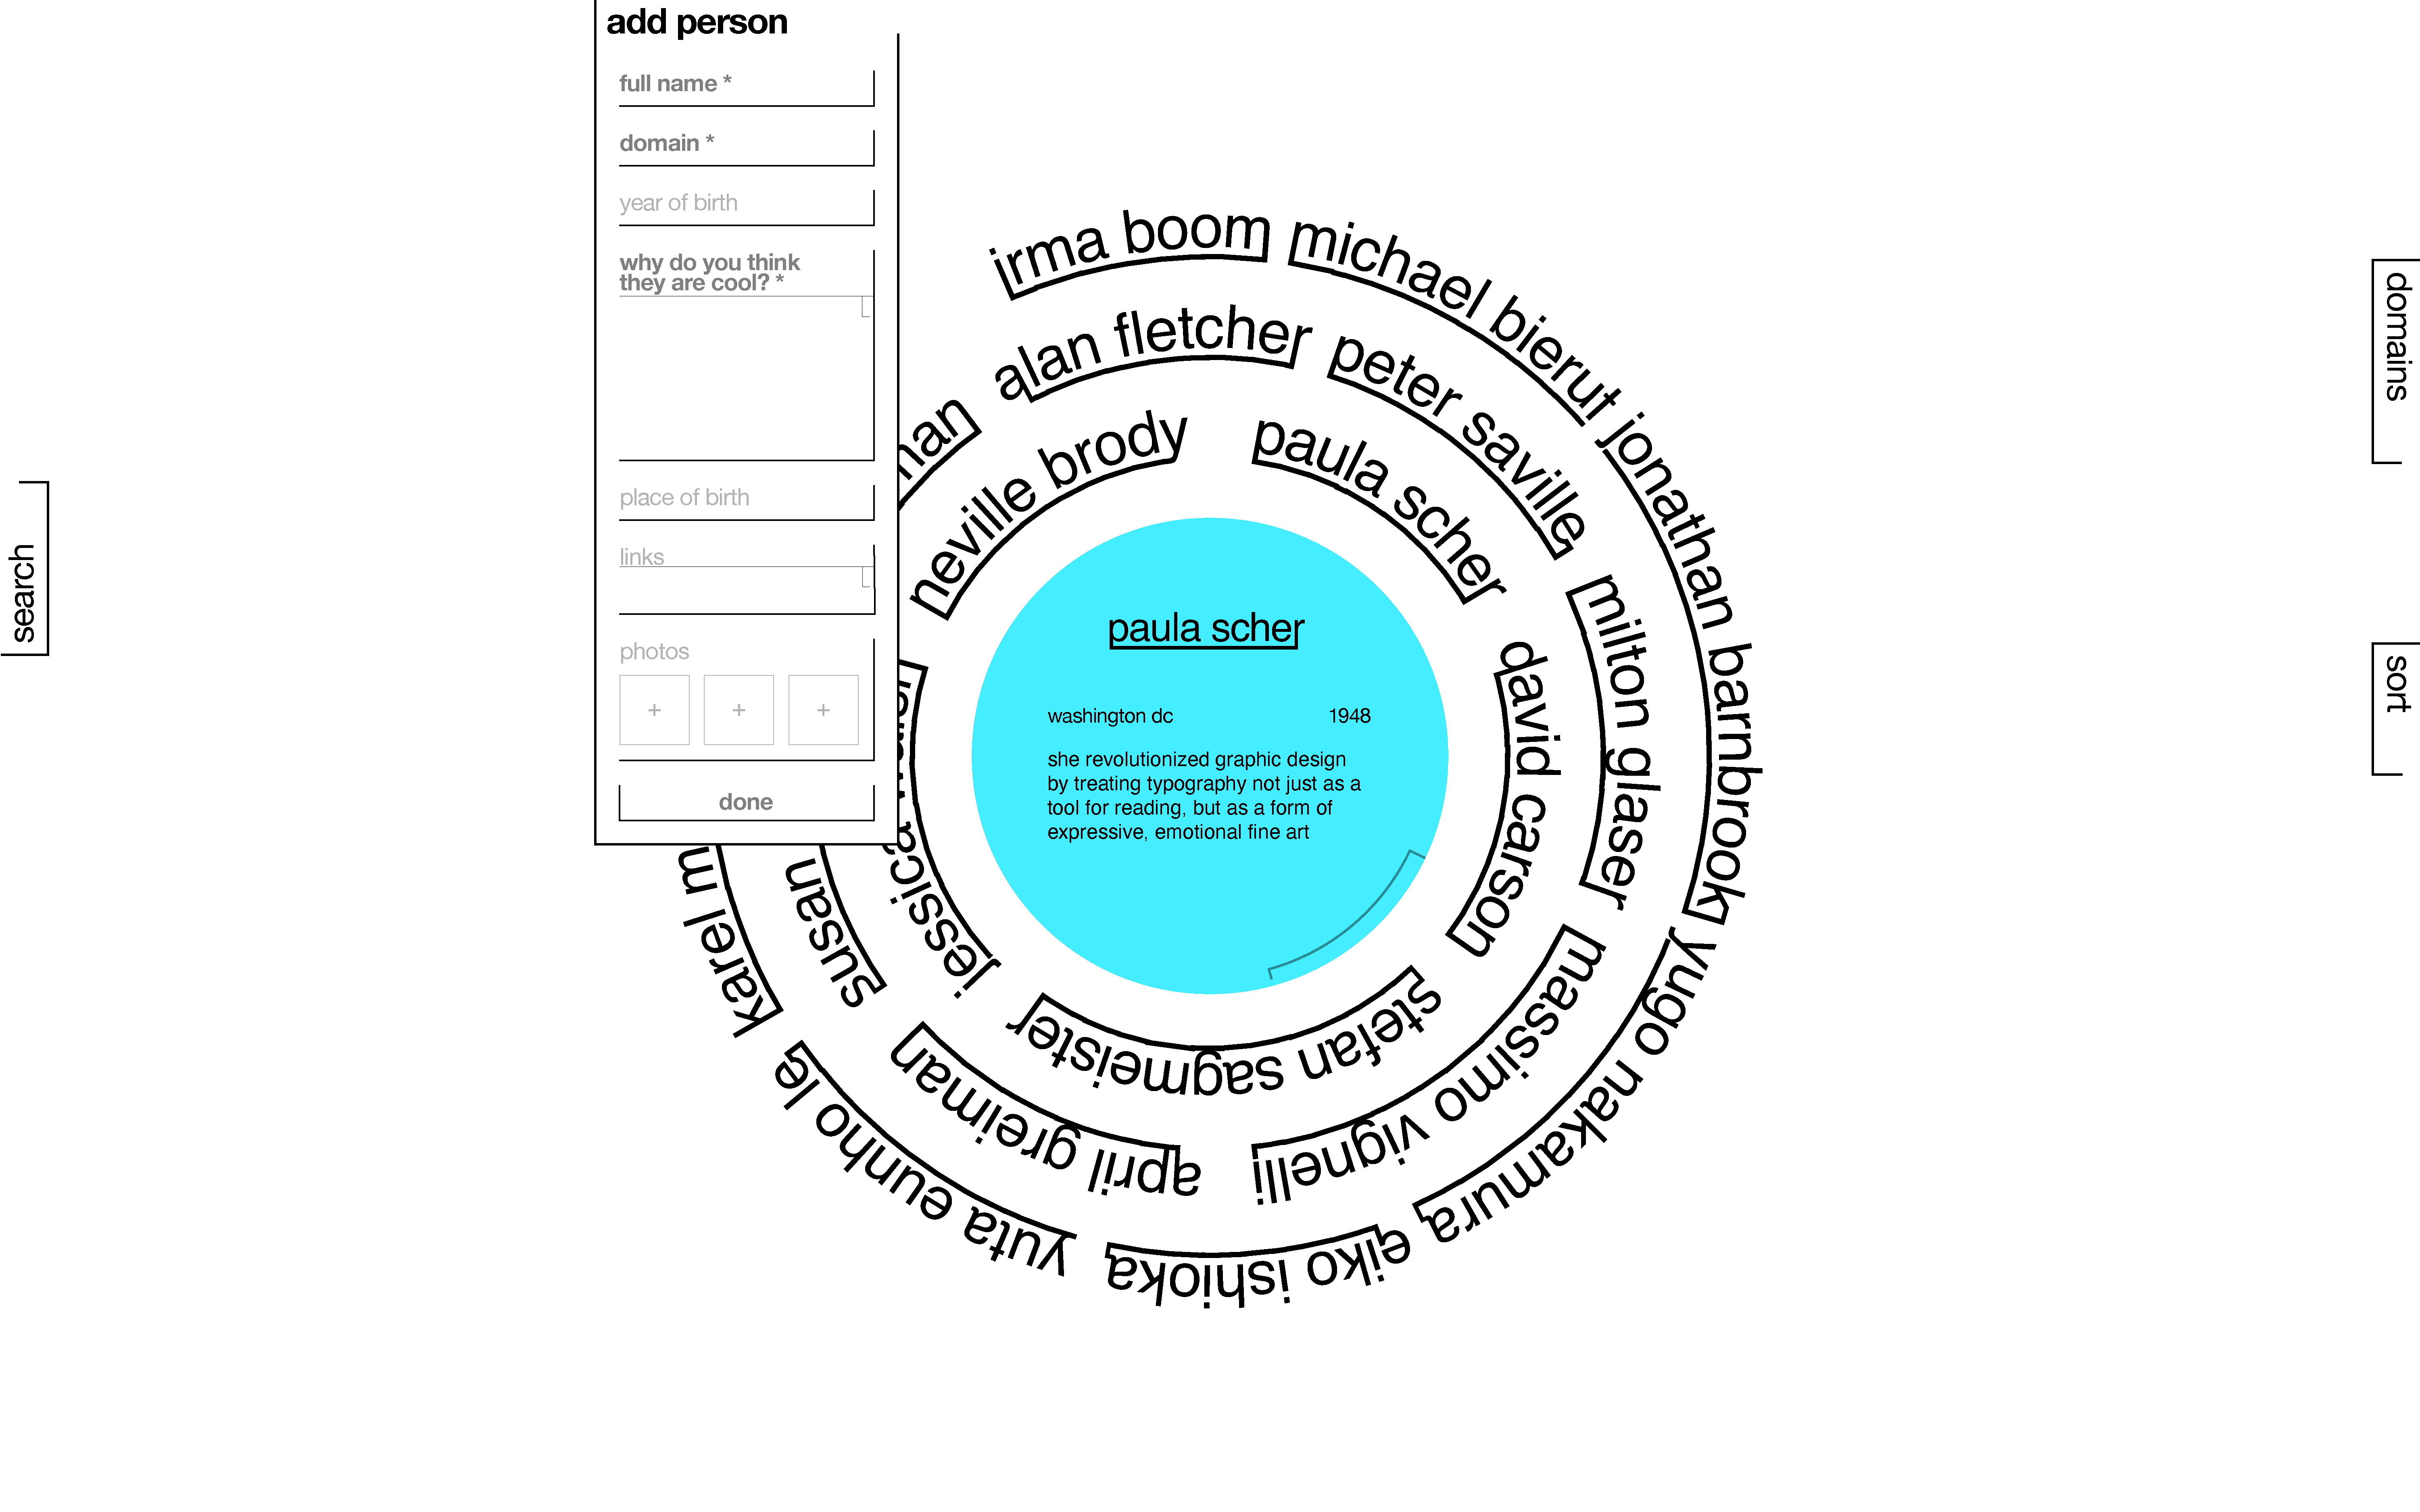 add person
full name *
domain *
year of birth
why do you think
they are cool? *
place of birth
links
photos
+ + +
done
search
domains
sort
irma boom
michael bierut
jonathan barnbrook
yugo nakamura
eiko ishioka
yuta eunho le
karel m
alan fletcher
peter saville
milton glaser
massimo vignelli
april greiman
susan
man
neville brody
paula scher
david carson
stefan sagmeister
jessica
paula scher
washington dc 1948
she revolutionized graphic design
by treating typography not just as a
tool for reading, but as a form of
expressive, emotional fine art